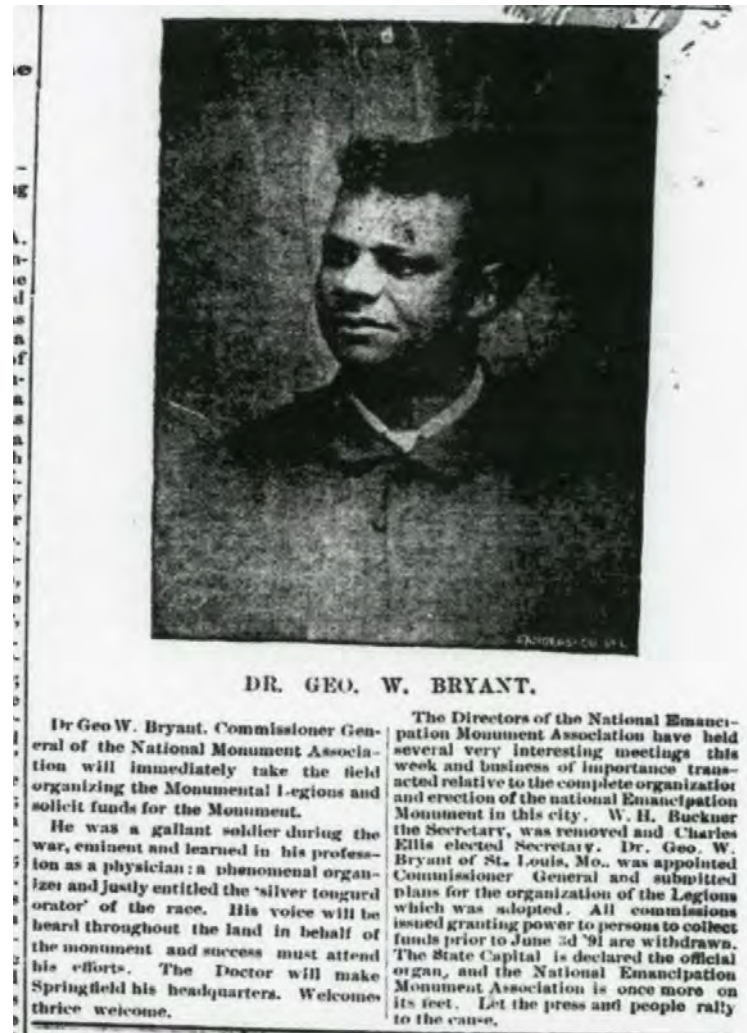 DR. GEO. W. BRYANT.
Dr Geo W. Bryant, Commissioner Gen-
eral of the National Monument Associa-
tion will immediately take the field
organizing the Monumental Legions and
solicit funds for the Monument.
He was a gallant soldier during the
war, eminent and learned in his profess-
ion as a physician: a phenomenal organ-
izer and justly entitled the 'silver tongurd
orator' of the race. His voice will be
heard throughout the land in behalf of
the monument and success must attend
his efforts. The Doctor will make
Springfield his headquarters. Welcome,
thrice welcome.
The Directors of the National Emanci-
pation Monument Association have held
several very interesting meetings this
week and business of importance trans-
acted relative to the complete organization
and erection of the national Emancipation
Monument in this city. W. H. Buckner
the Secretary, was removed and Charles
Ellis elected Secretary. Dr. Geo. W.
Bryant of St. Louis, Mo., was appointed
Commissioner General and submitted
plans for the organization of the Legions
which was adopted. All commissions
issued granting power to persons to collect
funds prior to June 3d '91 are withdrawn.
The State Capital is declared the official
organ, and the National Emancipation
Monument Association is once more on
its feet. Let the press and people rally
to the cause.